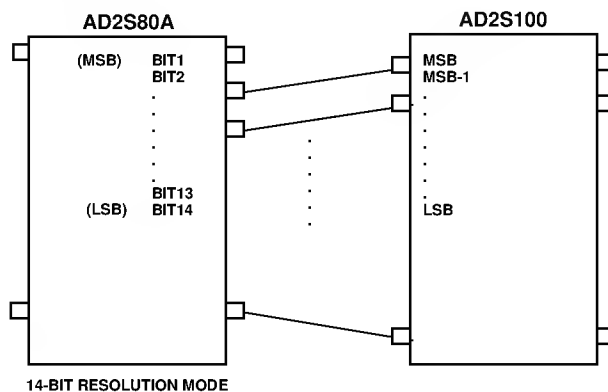 AD2S80A
AD2S100
(MSB) BIT1
BIT2
BIT13
(LSB) BIT14
MSB
MSB-1
LSB
14-BIT RESOLUTION MODE